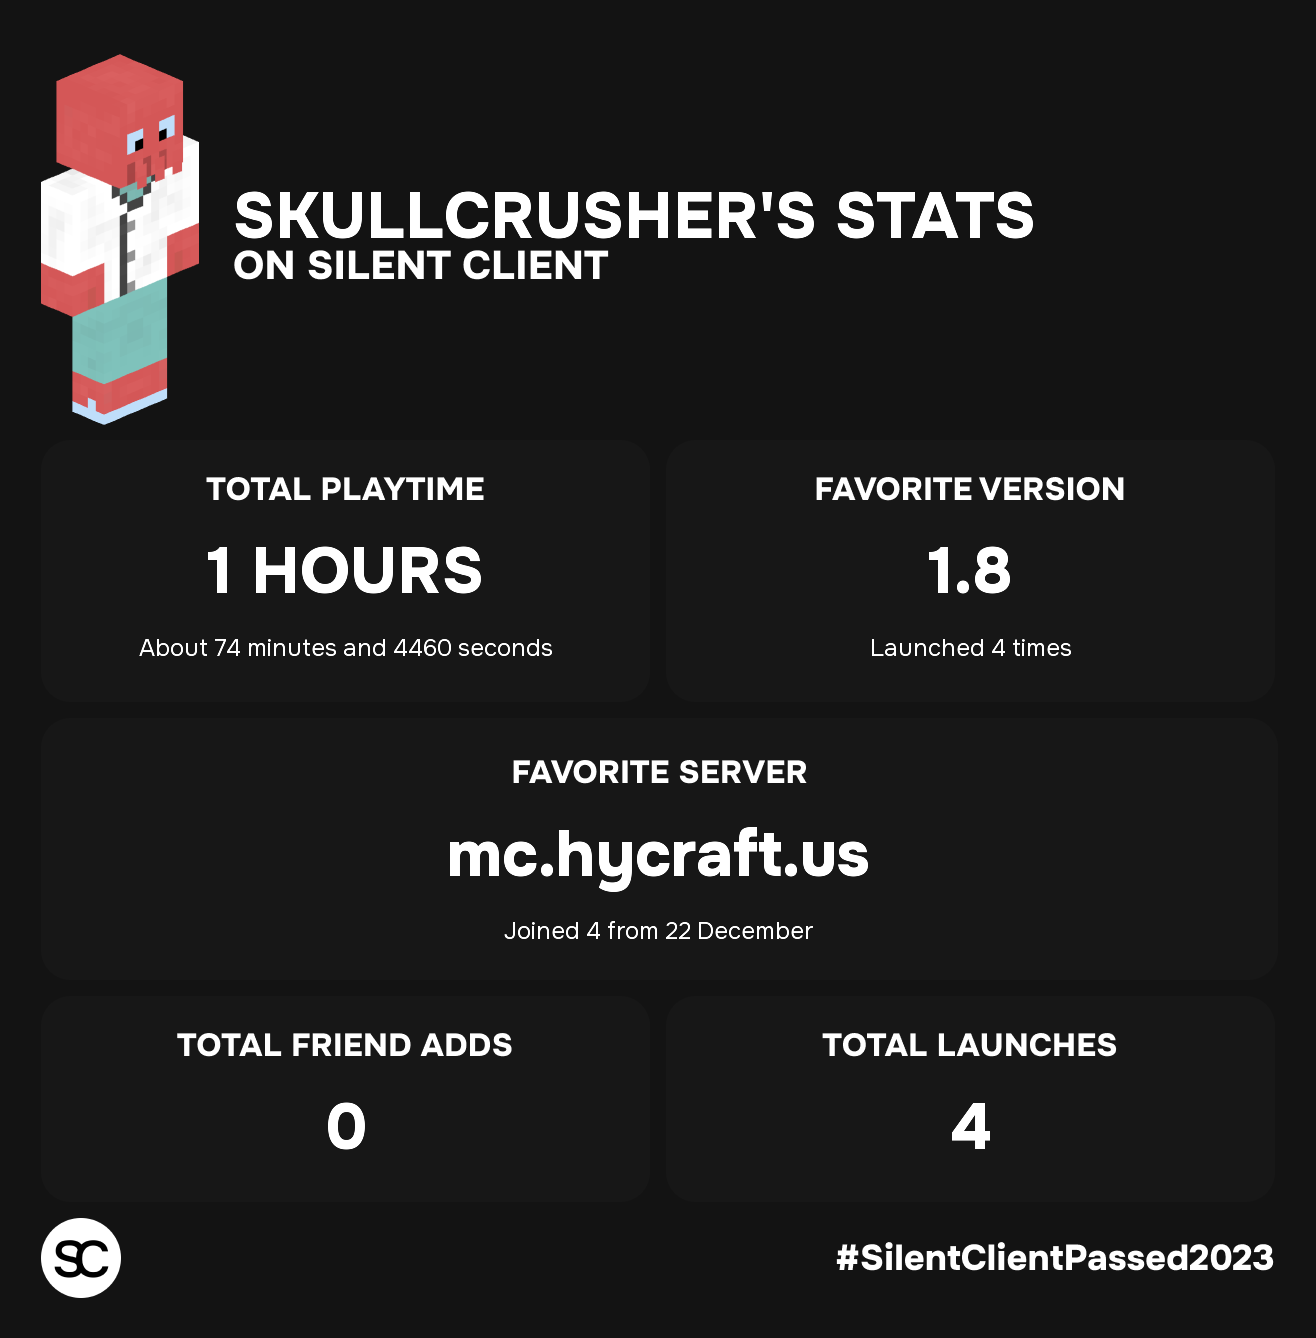 SKULLCRUSHER'S STATS
ON SILENT CLIENT
TOTAL PLAYTIME
1 HOURS
About 74 minutes and 4460 seconds
FAVORITE VERSION
1.8
Launched 4 times
FAVORITE SERVER
mc.hycraft.us
Joined 4 from 22 December
TOTAL FRIEND ADDS
0
TOTAL LAUNCHES
4
SC
#SilentClientPassed2023